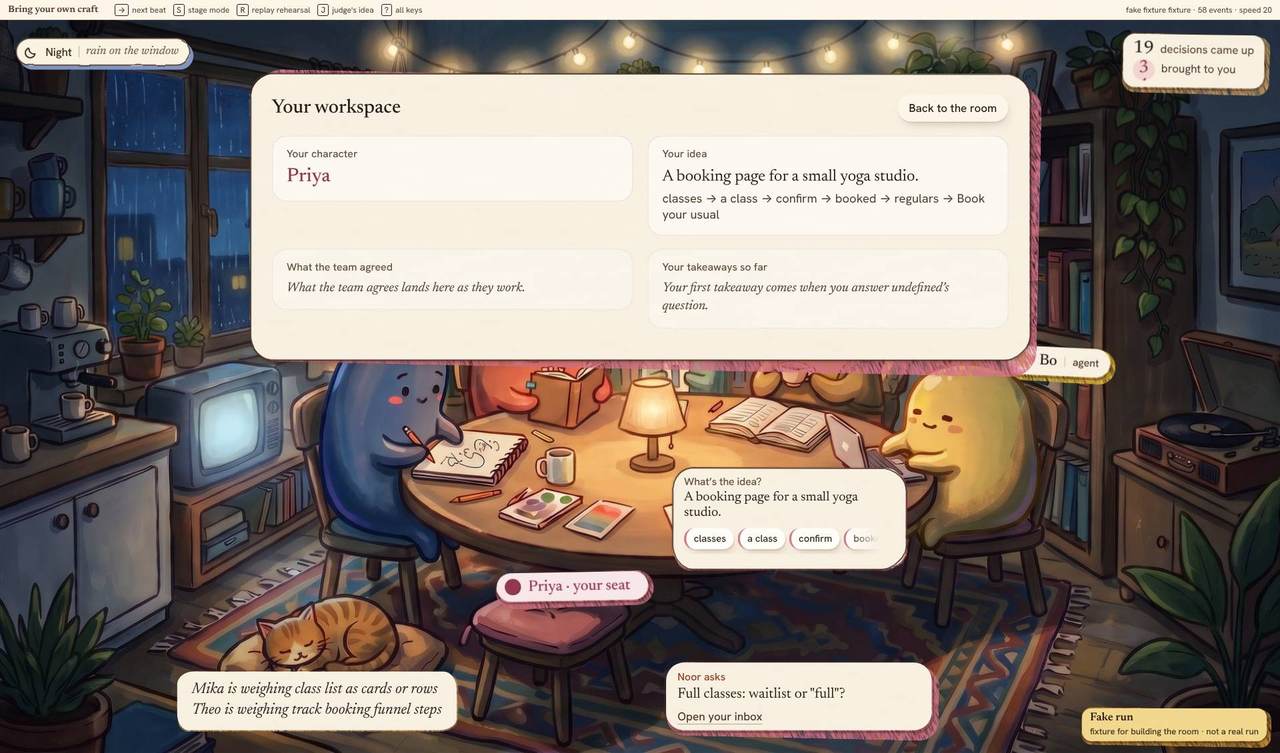 Bring your own craft
→ next beat S stage mode R replay rehearsal J judge's idea ? all keys
fake fixture fixture · 58 events · speed 20
Night | rain on the window
19 decisions came up
3 brought to you
Your workspace
Back to the room
Your character
Priya
Your idea
A booking page for a small yoga studio.
classes → a class → confirm → booked → regulars → Book
your usual
What the team agreed
What the team agrees lands here as they work.
Your takeaways so far
Your first takeaway comes when you answer undefined's
question.
Bo | agent
What's the idea?
A booking page for a small yoga
studio.
classes a class confirm book
Priya · your seat
Mika is weighing class list as cards or rows
Theo is weighing track booking funnel steps
Noor asks
Full classes: waitlist or "full"?
Open your inbox
Fake run
fixture for building the room · not a real run